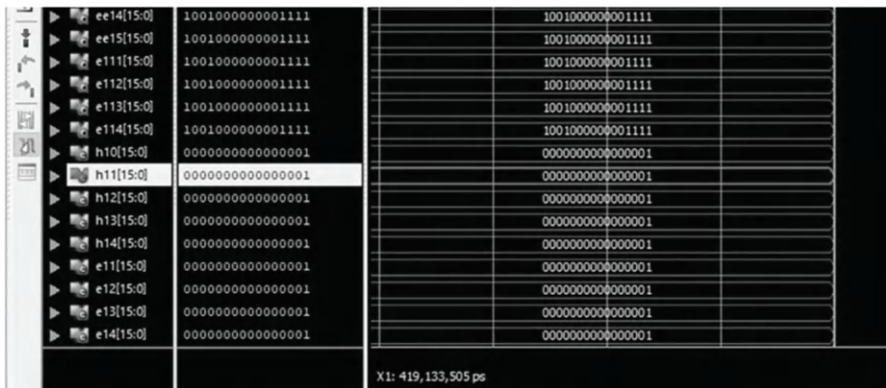 ee14[15:0] 1001000000001111 1001000000001111
ee15[15:0] 1001000000001111 1001000000001111
e111[15:0] 1001000000001111 1001000000001111
e112[15:0] 1001000000001111 1001000000001111
e113[15:0] 1001000000001111 1001000000001111
e114[15:0] 1001000000001111 1001000000001111
h10[15:0] 0000000000000001 0000000000000001
h11[15:0] 0000000000000001 0000000000000001
h12[15:0] 0000000000000001 0000000000000001
h13[15:0] 0000000000000001 0000000000000001
h14[15:0] 0000000000000001 0000000000000001
e11[15:0] 0000000000000001 0000000000000001
e12[15:0] 0000000000000001 0000000000000001
e13[15:0] 0000000000000001 0000000000000001
e14[15:0] 0000000000000001 0000000000000001
X1: 419,133,505 ps